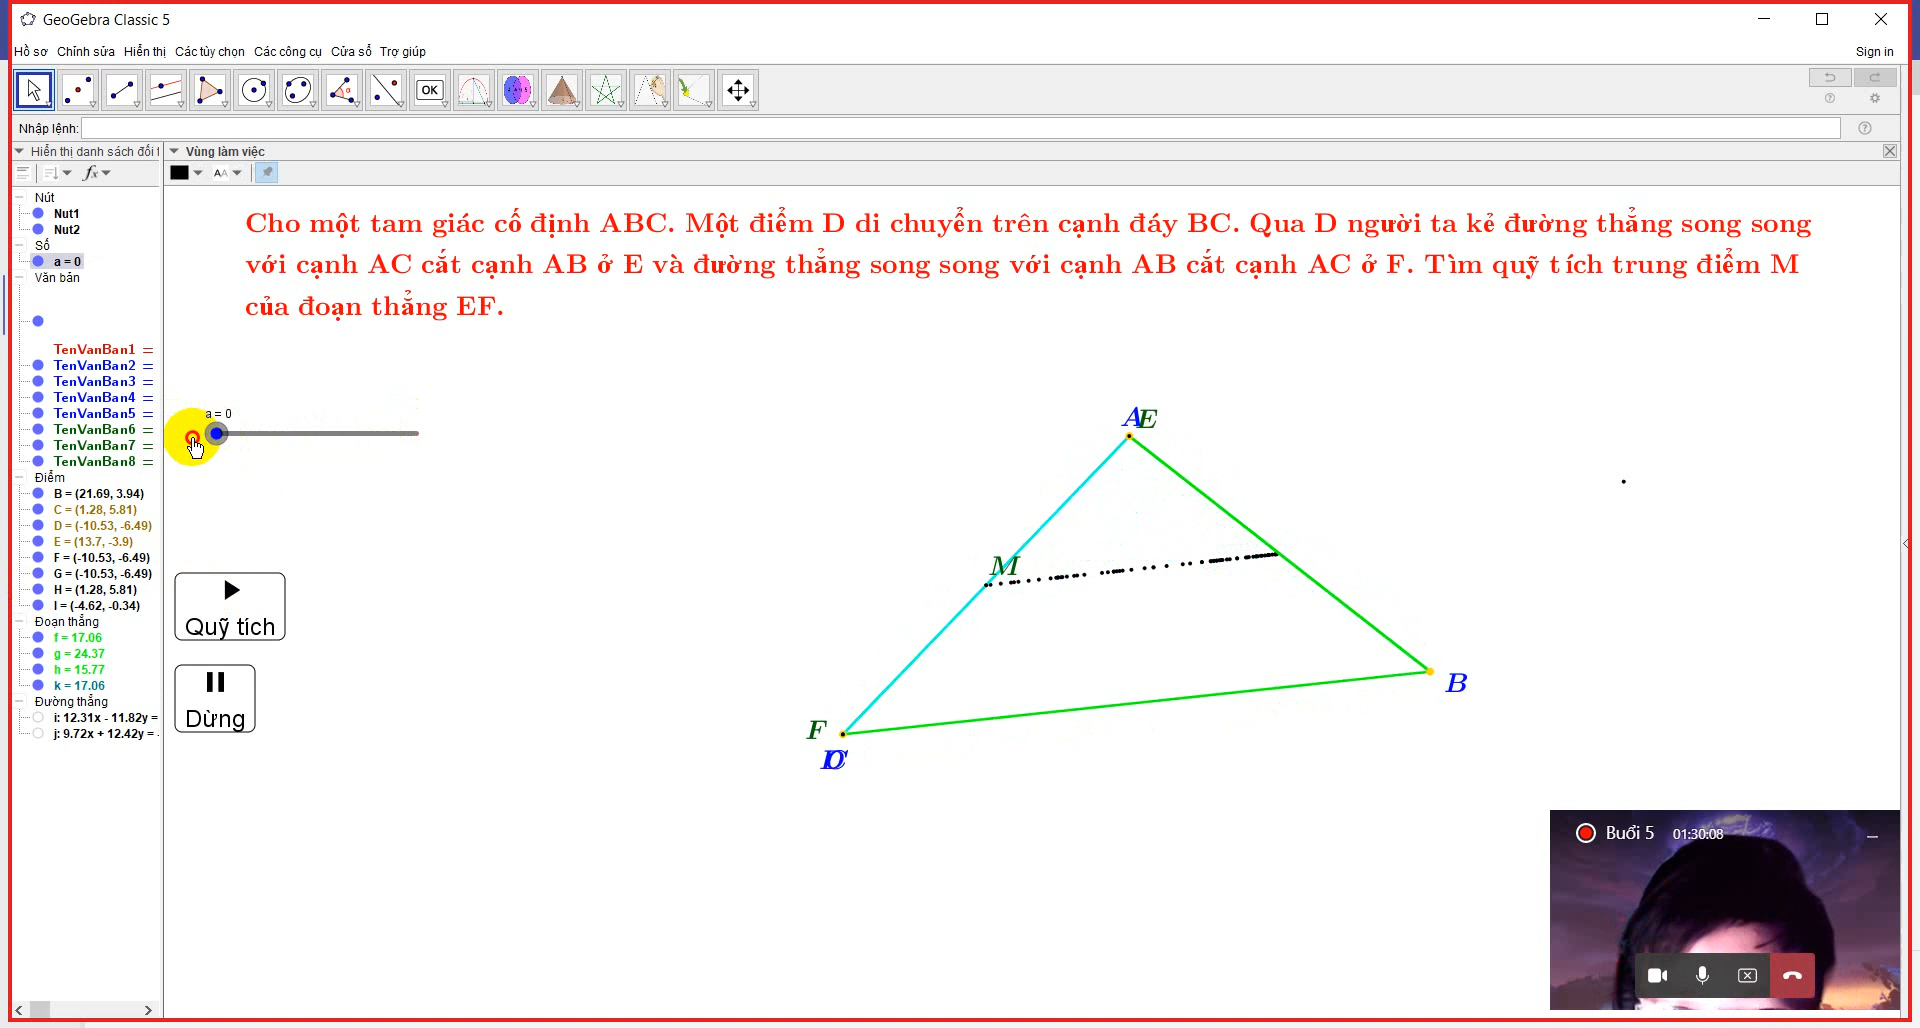 GeoGebra Classic 5
Hồ sơ Chỉnh sửa Hiển thị Các tùy chọn Các công cụ Cửa sổ Trợ giúp
Sign in
OK
Nhập lệnh:
Hiển thị danh sách đối t
Vùng làm việc
fx
AA
Nút
Nut1
Nut2
Số
a = 0
Văn bản
TenVanBan1 =
TenVanBan2 =
TenVanBan3 =
TenVanBan4 =
TenVanBan5 =
TenVanBan6 =
TenVanBan7 =
TenVanBan8 =
Điểm
B = (21.69, 3.94)
C = (1.28, 5.81)
D = (-10.53, -6.49)
E = (13.7, -3.9)
F = (-10.53, -6.49)
G = (-10.53, -6.49)
H = (1.28, 5.81)
I = (-4.62, -0.34)
Đoạn thẳng
f = 17.06
g = 24.37
h = 15.77
k = 17.06
Đường thẳng
i: 12.31x - 11.82y =
j: 9.72x + 12.42y = -
Cho một tam giác cố định ABC. Một điểm D di chuyển trên cạnh đáy BC. Qua D người ta kẻ đường thẳng song song
với cạnh AC cắt cạnh AB ở E và đường thẳng song song với cạnh AB cắt cạnh AC ở F. Tìm quỹ tích trung điểm M
của đoạn thẳng EF.
a = 0
A E
M
B
F
D C
Quỹ tích
Dừng
Buổi 5 01:30:08